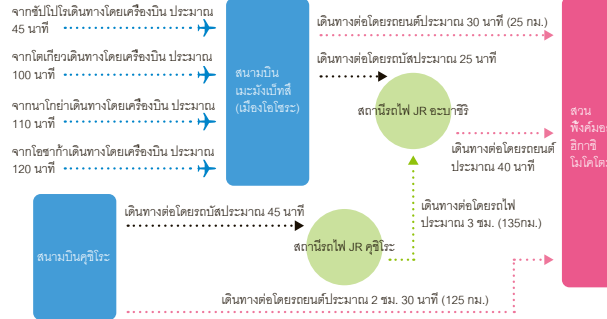 จากซัปโปโรเดินทางโดยเครื่องบิน ประมาณ
45 นาที
จากโตเกียวเดินทางโดยเครื่องบิน ประมาณ
100 นาที
จากนาโกย่าเดินทางโดยเครื่องบิน ประมาณ
110 นาที
จากโอซาก้าเดินทางโดยเครื่องบิน ประมาณ
120 นาที
สนามบิน
เมะมังเบ็ทสึ
(เมืองโอโซระ)
เดินทางต่อโดยรถยนต์ประมาณ 30 นาที (25 กม.)
เดินทางต่อโดยรถบัสประมาณ 25 นาที
สถานีรถไฟ JR อะบาชิริ
เดินทางต่อโดยรถยนต์
ประมาณ 40 นาที
สวน
ฮิกาชิ
เดินทางต่อโดยรถไฟ
ประมาณ 3 ชม. (135กม.)
สนามบินคุชิโระ
เดินทางต่อโดยรถบัสประมาณ 45 นาที
สถานีรถไฟ JR คุชิโระ
เดินทางต่อโดยรถยนต์ประมาณ 2 ชม. 30 นาที (125 กม.)